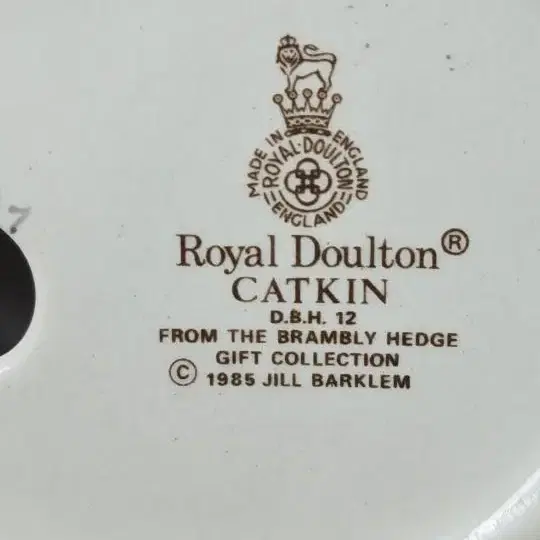 MADE IN ENGLAND
ROYAL·DOULTON
ENGLAND
Royal Doulton®
CATKIN
D.B.H. 12
FROM THE BRAMBLY HEDGE
GIFT COLLECTION
© 1985 JILL BARKLEM
7